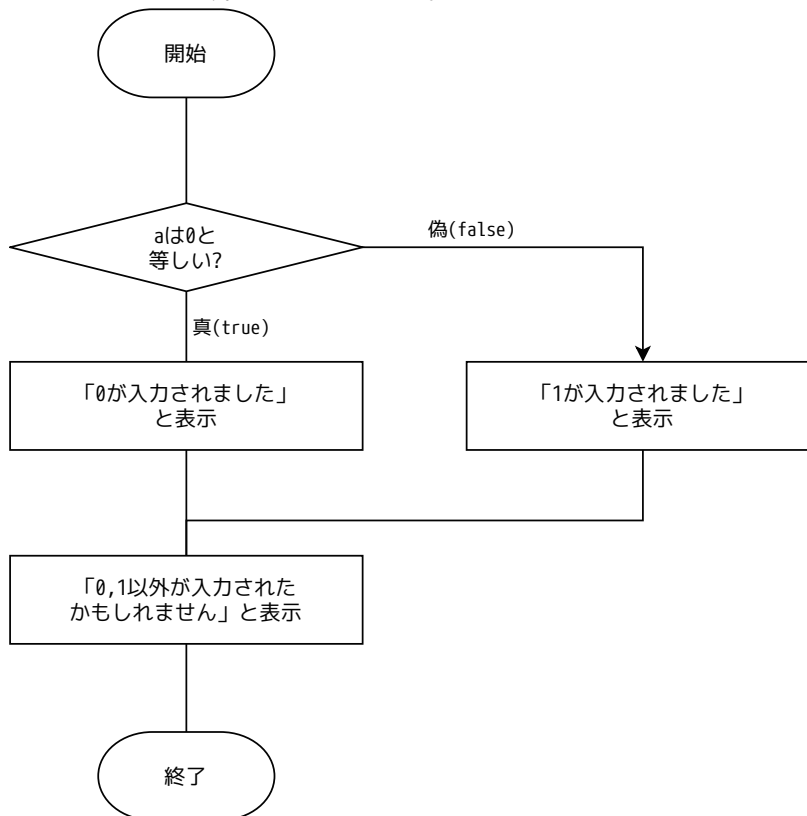 開始
aは0と
等しい?
偽(false)
真(true)
「0が入力されました」
と表示
「1が入力されました」
と表示
「0,1以外が入力された
かもしれません」と表示
終了